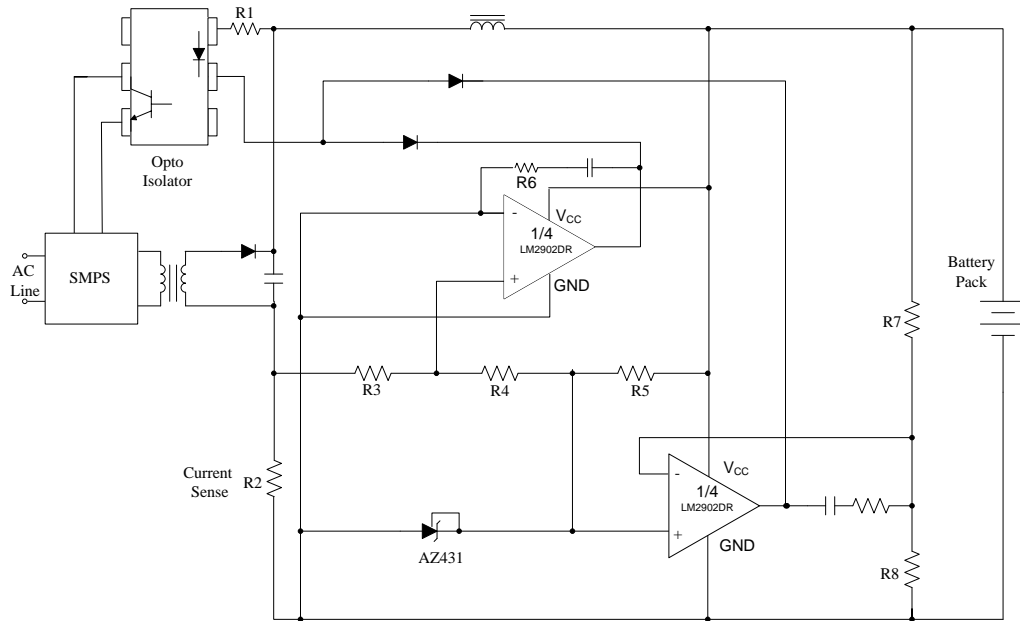 R1
Opto
Isolator
R6
-
VCC
1/4
LM2902DR
+
GND
AC
Line
SMPS
Battery
Pack
R7
R3
R4
R5
Current
Sense
R2
-
VCC
1/4
LM2902DR
+
GND
AZ431
R8